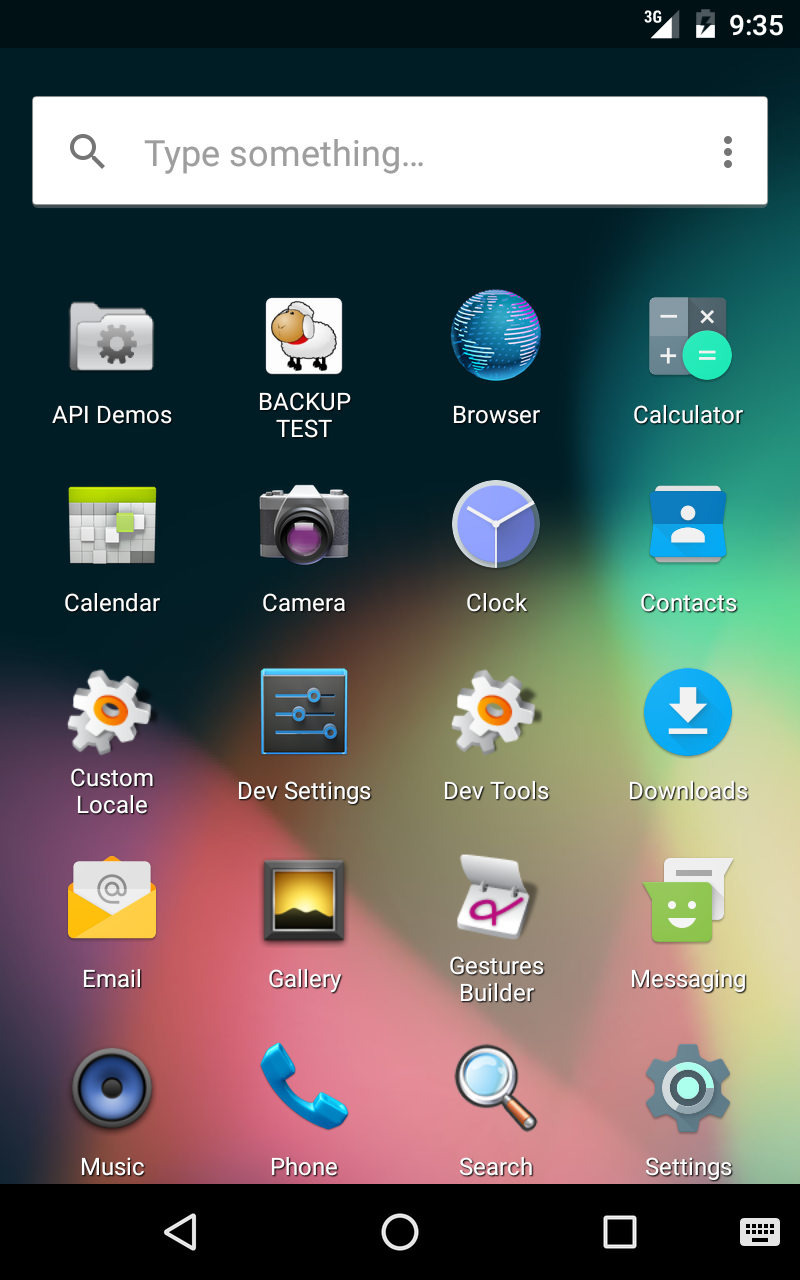 3G 9:35
Type something...
API Demos
BACKUP
TEST
Browser
Calculator
Calendar
Camera
Clock
Contacts
Custom
Locale
Dev Settings
Dev Tools
Downloads
Email
Gallery
Gestures
Builder
Messaging
Music
Phone
Search
Settings